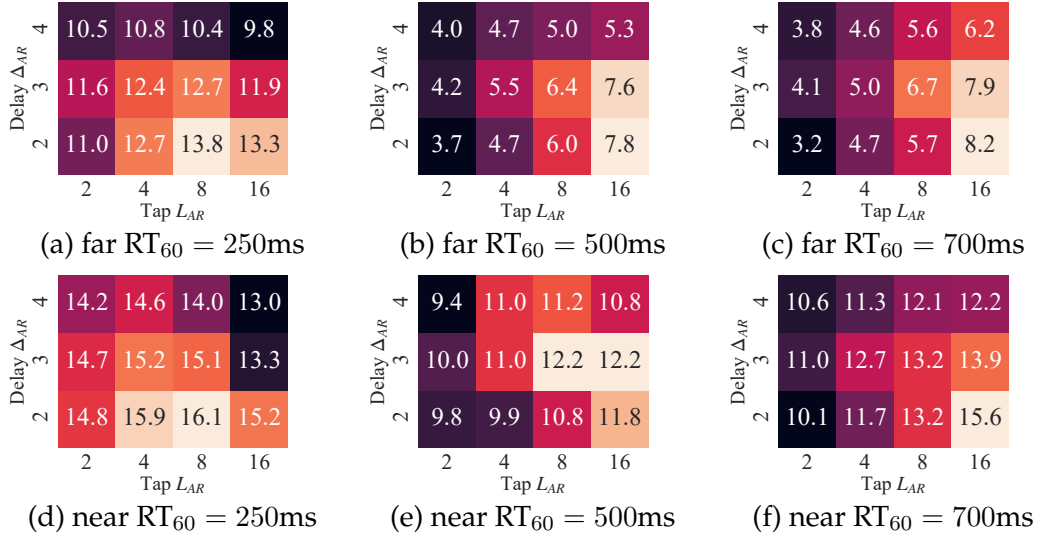 Delay Δ_AR
4 10.5 10.8 10.4 9.8
3 11.6 12.4 12.7 11.9
2 11.0 12.7 13.8 13.3
2 4 8 16
Tap L_AR
(a) far RT₆₀ = 250ms
Delay Δ_AR
4 4.0 4.7 5.0 5.3
3 4.2 5.5 6.4 7.6
2 3.7 4.7 6.0 7.8
2 4 8 16
Tap L_AR
(b) far RT₆₀ = 500ms
Delay Δ_AR
4 3.8 4.6 5.6 6.2
3 4.1 5.0 6.7 7.9
2 3.2 4.7 5.7 8.2
2 4 8 16
Tap L_AR
(c) far RT₆₀ = 700ms
Delay Δ_AR
4 14.2 14.6 14.0 13.0
3 14.7 15.2 15.1 13.3
2 14.8 15.9 16.1 15.2
2 4 8 16
Tap L_AR
(d) near RT₆₀ = 250ms
Delay Δ_AR
4 9.4 11.0 11.2 10.8
3 10.0 11.0 12.2 12.2
2 9.8 9.9 10.8 11.8
2 4 8 16
Tap L_AR
(e) near RT₆₀ = 500ms
Delay Δ_AR
4 10.6 11.3 12.1 12.2
3 11.0 12.7 13.2 13.9
2 10.1 11.7 13.2 15.6
2 4 8 16
Tap L_AR
(f) near RT₆₀ = 700ms